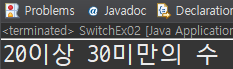 Problems @ Javadoc Declaration
<terminated> SwitchEx02 [Java Application]
20이상 30미만의 수